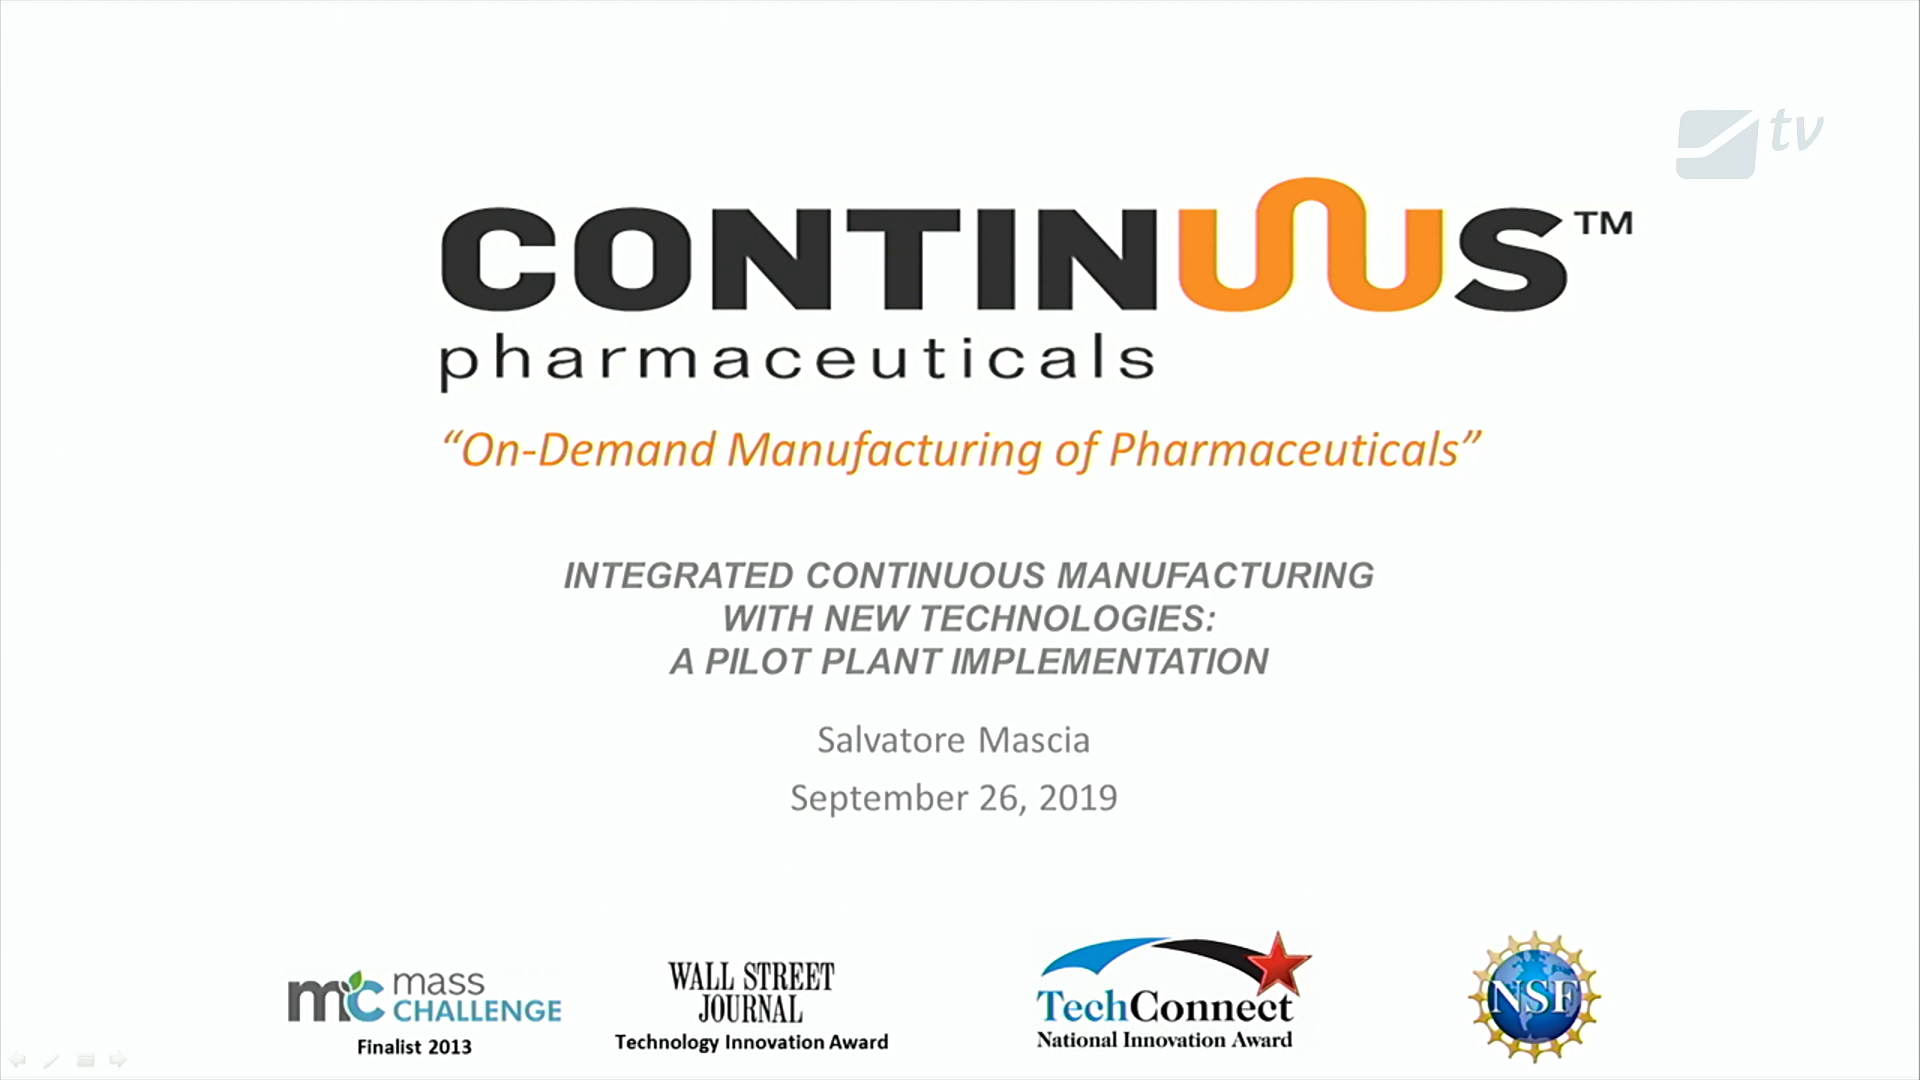 tv
CONTINUUS™
pharmaceuticals
“On-Demand Manufacturing of Pharmaceuticals”
INTEGRATED CONTINUOUS MANUFACTURING
WITH NEW TECHNOLOGIES:
A PILOT PLANT IMPLEMENTATION
Salvatore Mascia
September 26, 2019
mc mass
CHALLENGE
Finalist 2013
WALL STREET
JOURNAL
Technology Innovation Award
TechConnect
National Innovation Award
NSF